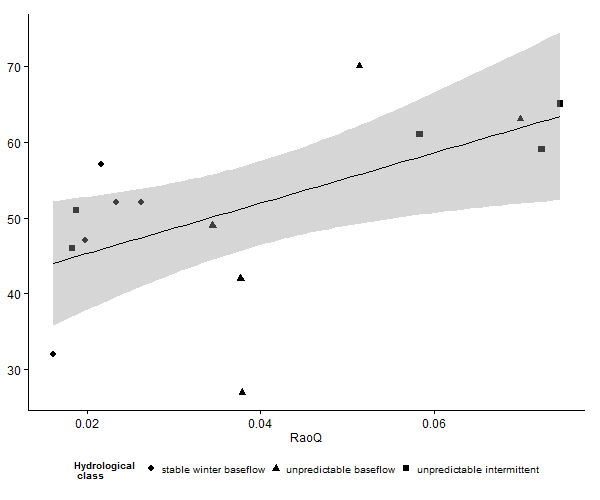 70
60
50
40
30
0.02 0.04 0.06
RaoQ
Hydrological class
stable winter baseflow unpredictable baseflow unpredictable intermittent